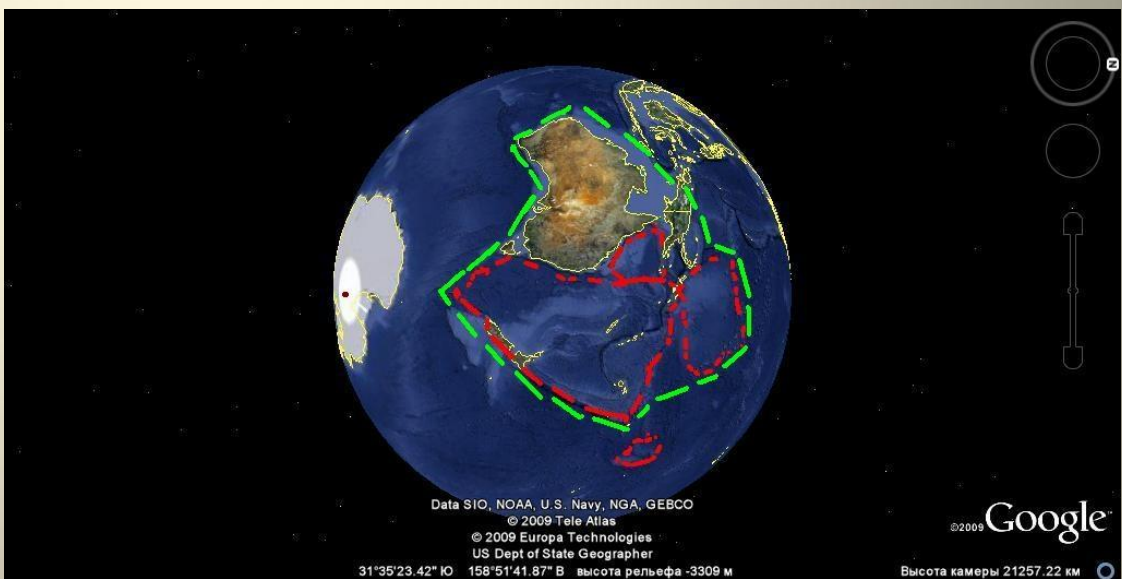 N
Data SIO, NOAA, U.S. Navy, NGA, GEBCO
© 2009 Tele Atlas
© 2009 Europa Technologies
US Dept of State Geographer
©2009 Google™
31°35'23.42" Ю 158°51'41.87" В высота рельефа -3309 м Высота камеры 21257.22 км